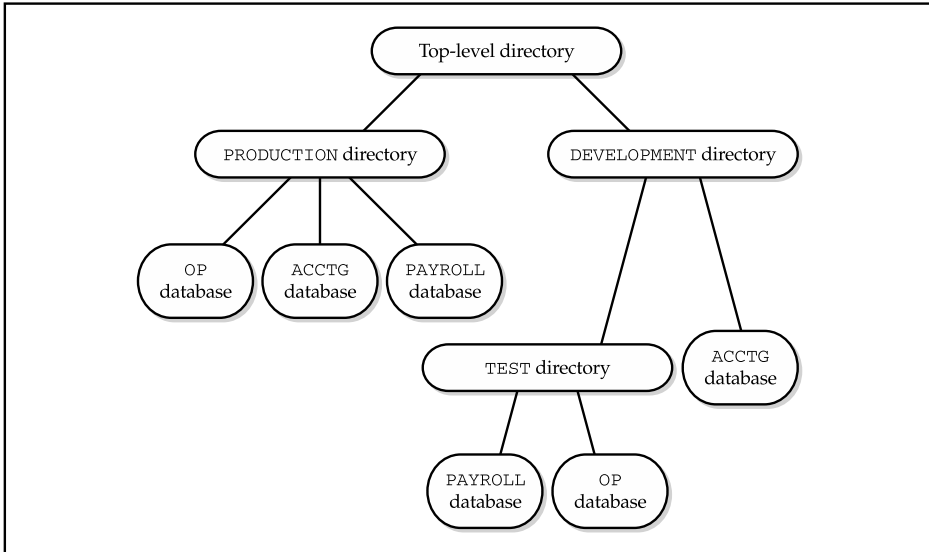 Top-level directory
PRODUCTION directory
DEVELOPMENT directory
OP
database
ACCTG
database
PAYROLL
database
TEST directory
ACCTG
database
PAYROLL
database
OP
database